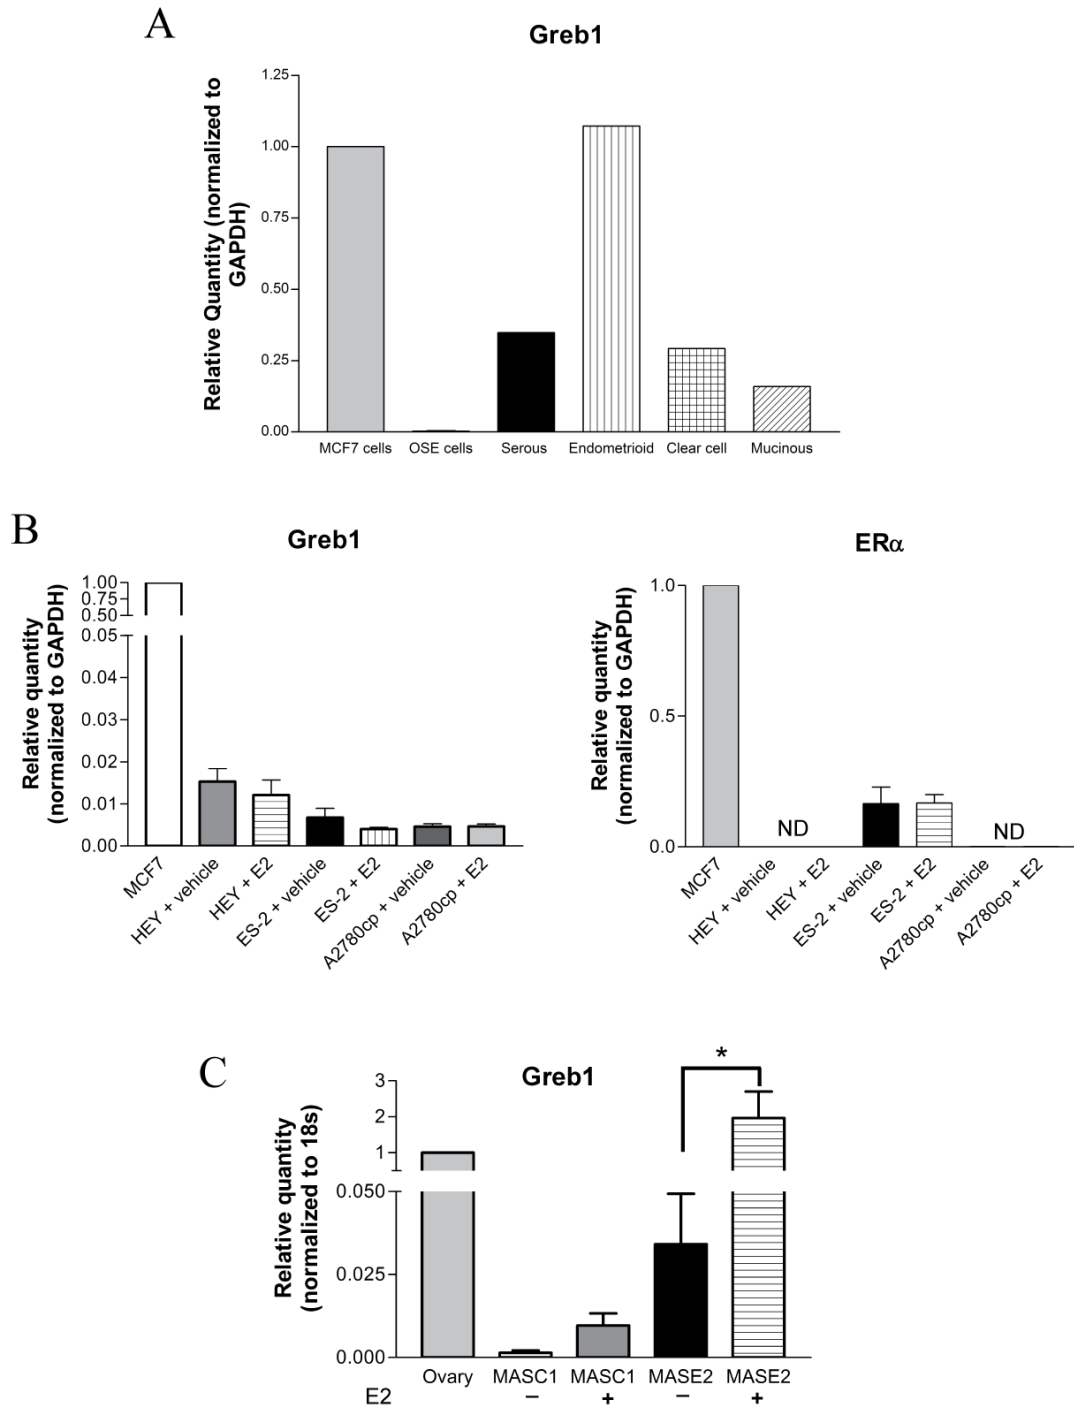 A
Greb1
Relative Quantity (normalized to
GAPDH)
1.25
1.00
0.75
0.50
0.25
0.00
MCF7 cells
OSE cells
Serous
Endometrioid
Clear cell
Mucinous
B
Greb1
Relative quantity
(normalized to GAPDH)
1.00
0.75
0.50
0.05
0.04
0.03
0.02
0.01
0.00
MCF7
HEY + vehicle
HEY + E2
ES-2 + vehicle
ES-2 + E2
A2780cp + vehicle
A2780cp + E2
ERα
Relative quantity
(normalized to GAPDH)
1.0
0.5
0.0
ND
ND
MCF7
HEY + vehicle
HEY + E2
ES-2 + vehicle
ES-2 + E2
A2780cp + vehicle
A2780cp + E2
C
Greb1
*
Relative quantity
(normalized to 18s)
3
2
1
0.050
0.025
0.000
Ovary MASC1 MASC1 MASE2 MASE2
E2 – + – +